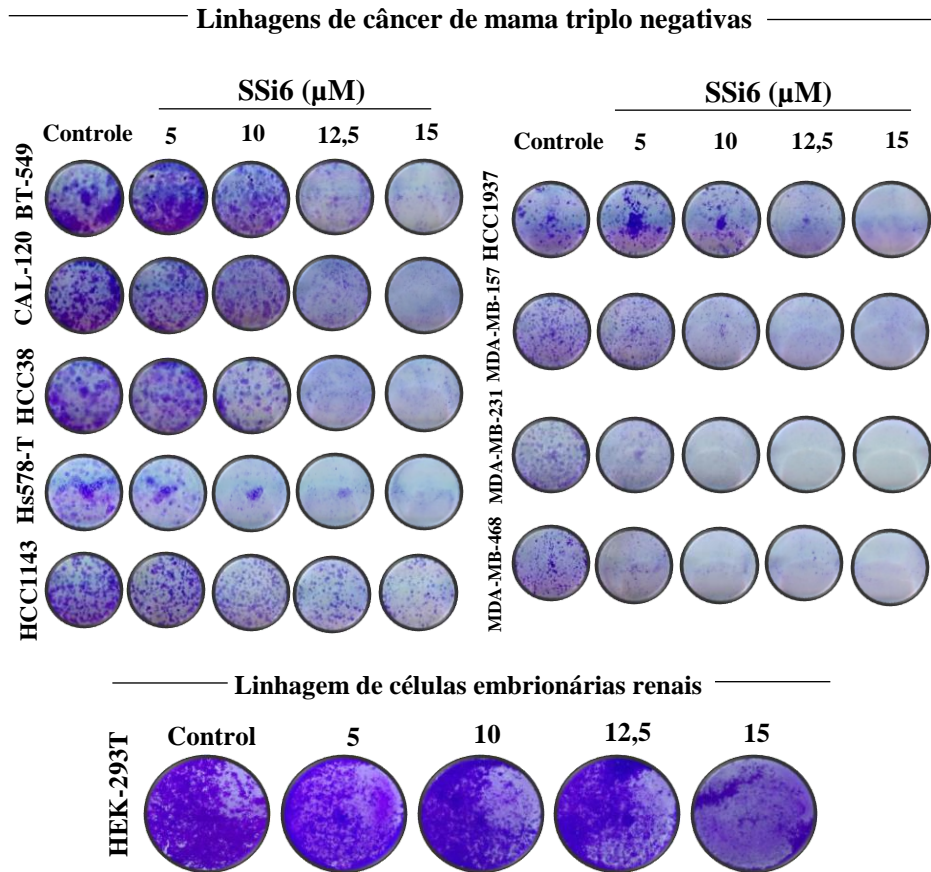 Linhagens de câncer de mama triplo negativas
SSi6 (µM)
Controle 5 10 12,5 15
BT-549
CAL-120
HCC38
Hs578-T
HCC1143
SSi6 (µM)
Controle 5 10 12,5 15
HCC1937
MDA-MB-157
MDA-MB-231
MDA-MB-468
Linhagem de células embrionárias renais
Control 5 10 12,5 15
HEK-293T